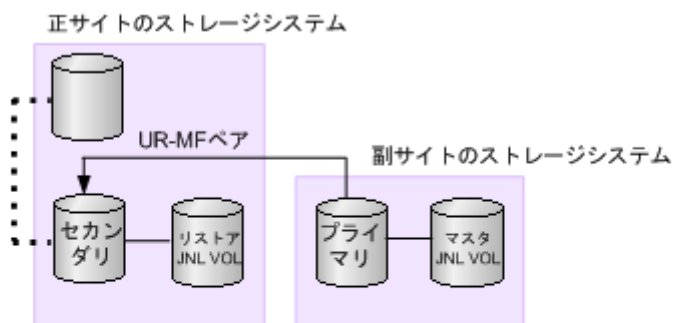 正サイトのストレージシステム
UR-MFペア
副サイトのストレージシステム
セカン
ダリ
リストア
JNL VOL
プライ
マリ
マスタ
JNL VOL